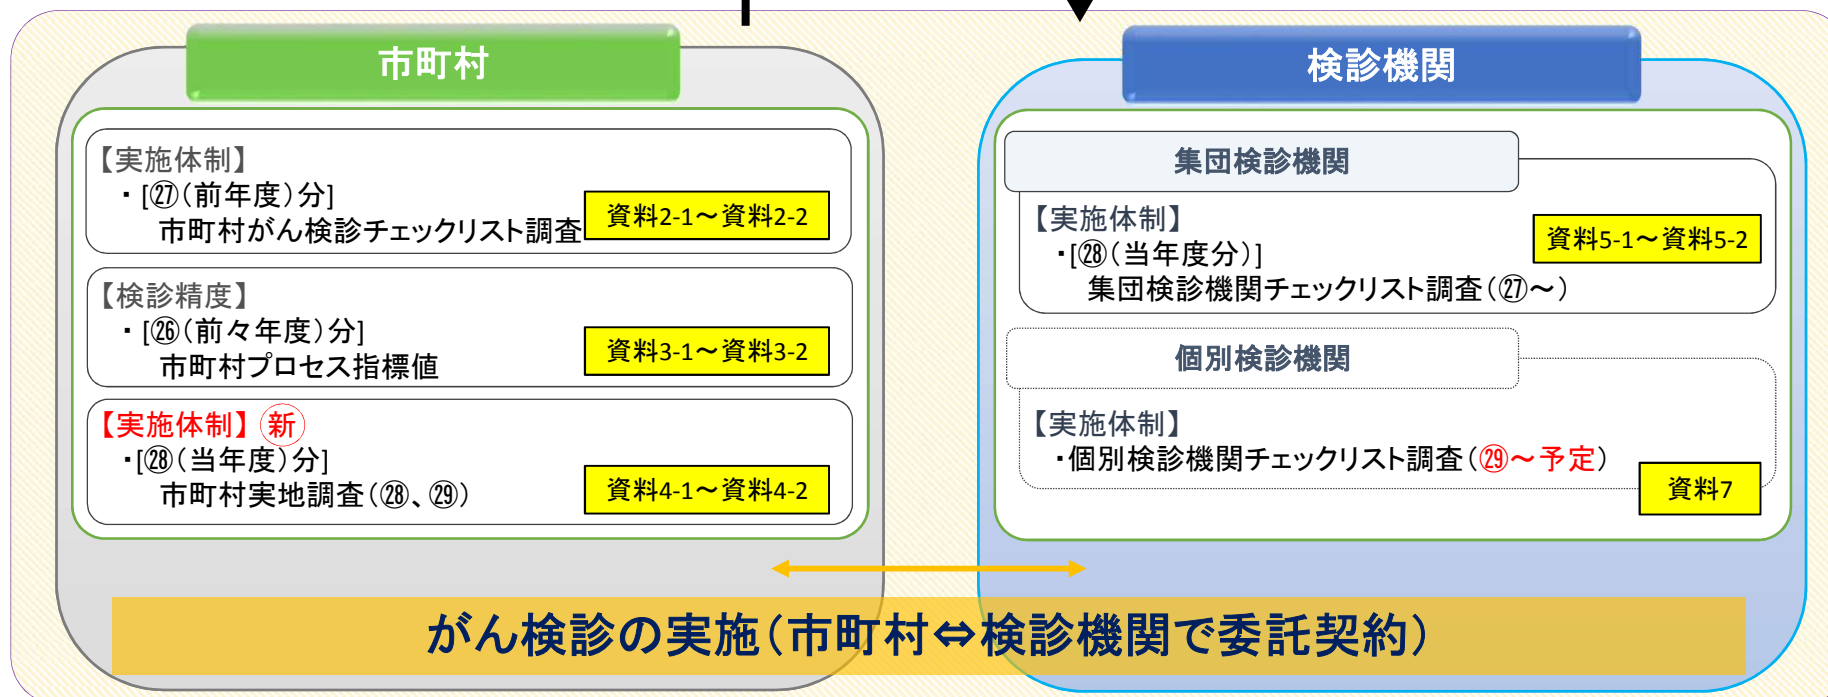 市町村
【実施体制】
・[㉗(前年度)分]
市町村がん検診チェックリスト調査
資料2-1～資料2-2
【検診精度】
・[㉖(前々年度)分]
市町村プロセス指標値
資料3-1～資料3-2
【実施体制】新
・[㉘(当年度)分]
市町村実地調査(㉘、㉙)
資料4-1～資料4-2
検診機関
集団検診機関
【実施体制】
・[㉘(当年度分)]
集団検診機関チェックリスト調査(㉗～)
資料5-1～資料5-2
個別検診機関
【実施体制】
・個別検診機関チェックリスト調査(㉙～予定)
資料7
がん検診の実施(市町村⇔検診機関で委託契約)